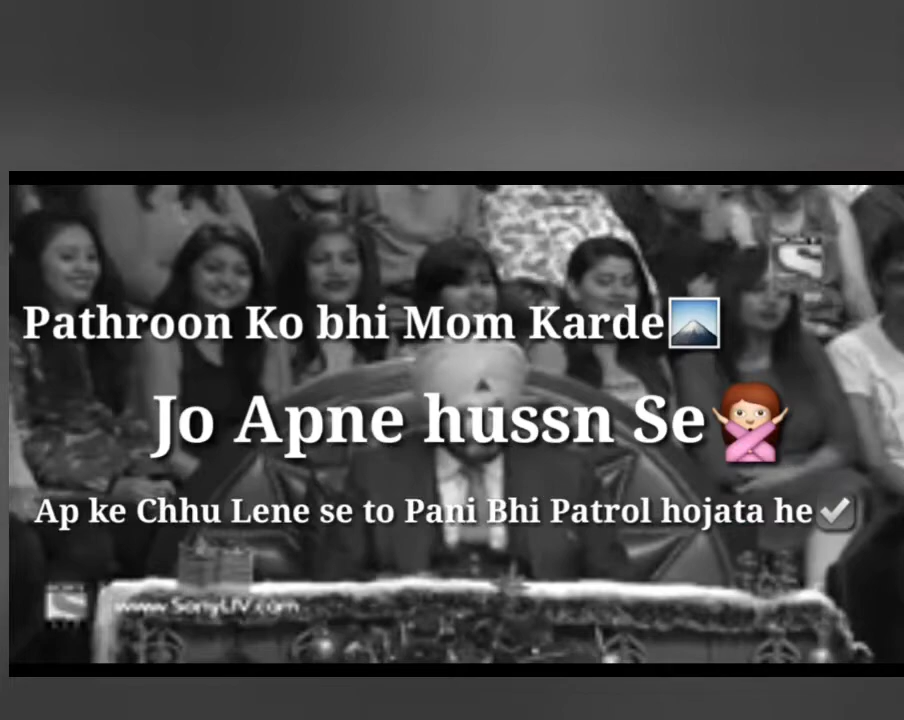 Pathroon Ko bhi Mom Karde🗻
Jo Apne hussn Se🙅
Ap ke Chhu Lene se to Pani Bhi Patrol hojata he✔
www.SonyLIV.com